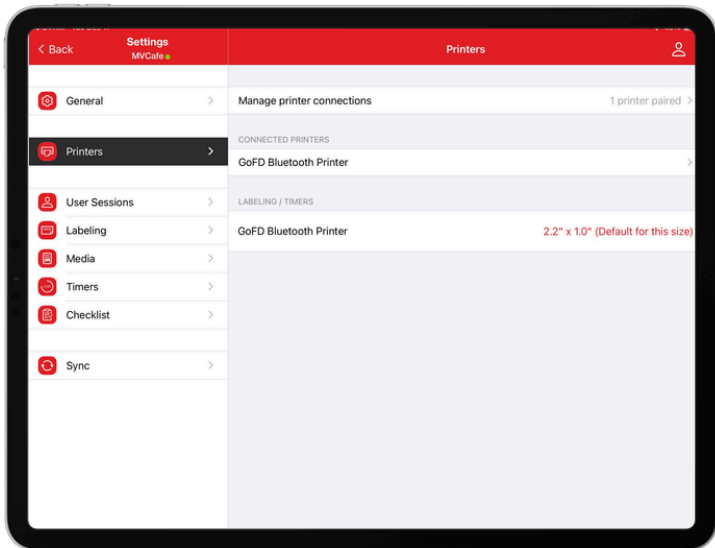 Back
Settings
MVCafe
Printers
General
Manage printer connections
1 printer paired
CONNECTED PRINTERS
Printers
GoFD Bluetooth Printer
User Sessions
LABELING / TIMERS
Labeling
GoFD Bluetooth Printer
2.2" x 1.0" (Default for this size)
Media
Timers
Checklist
Sync